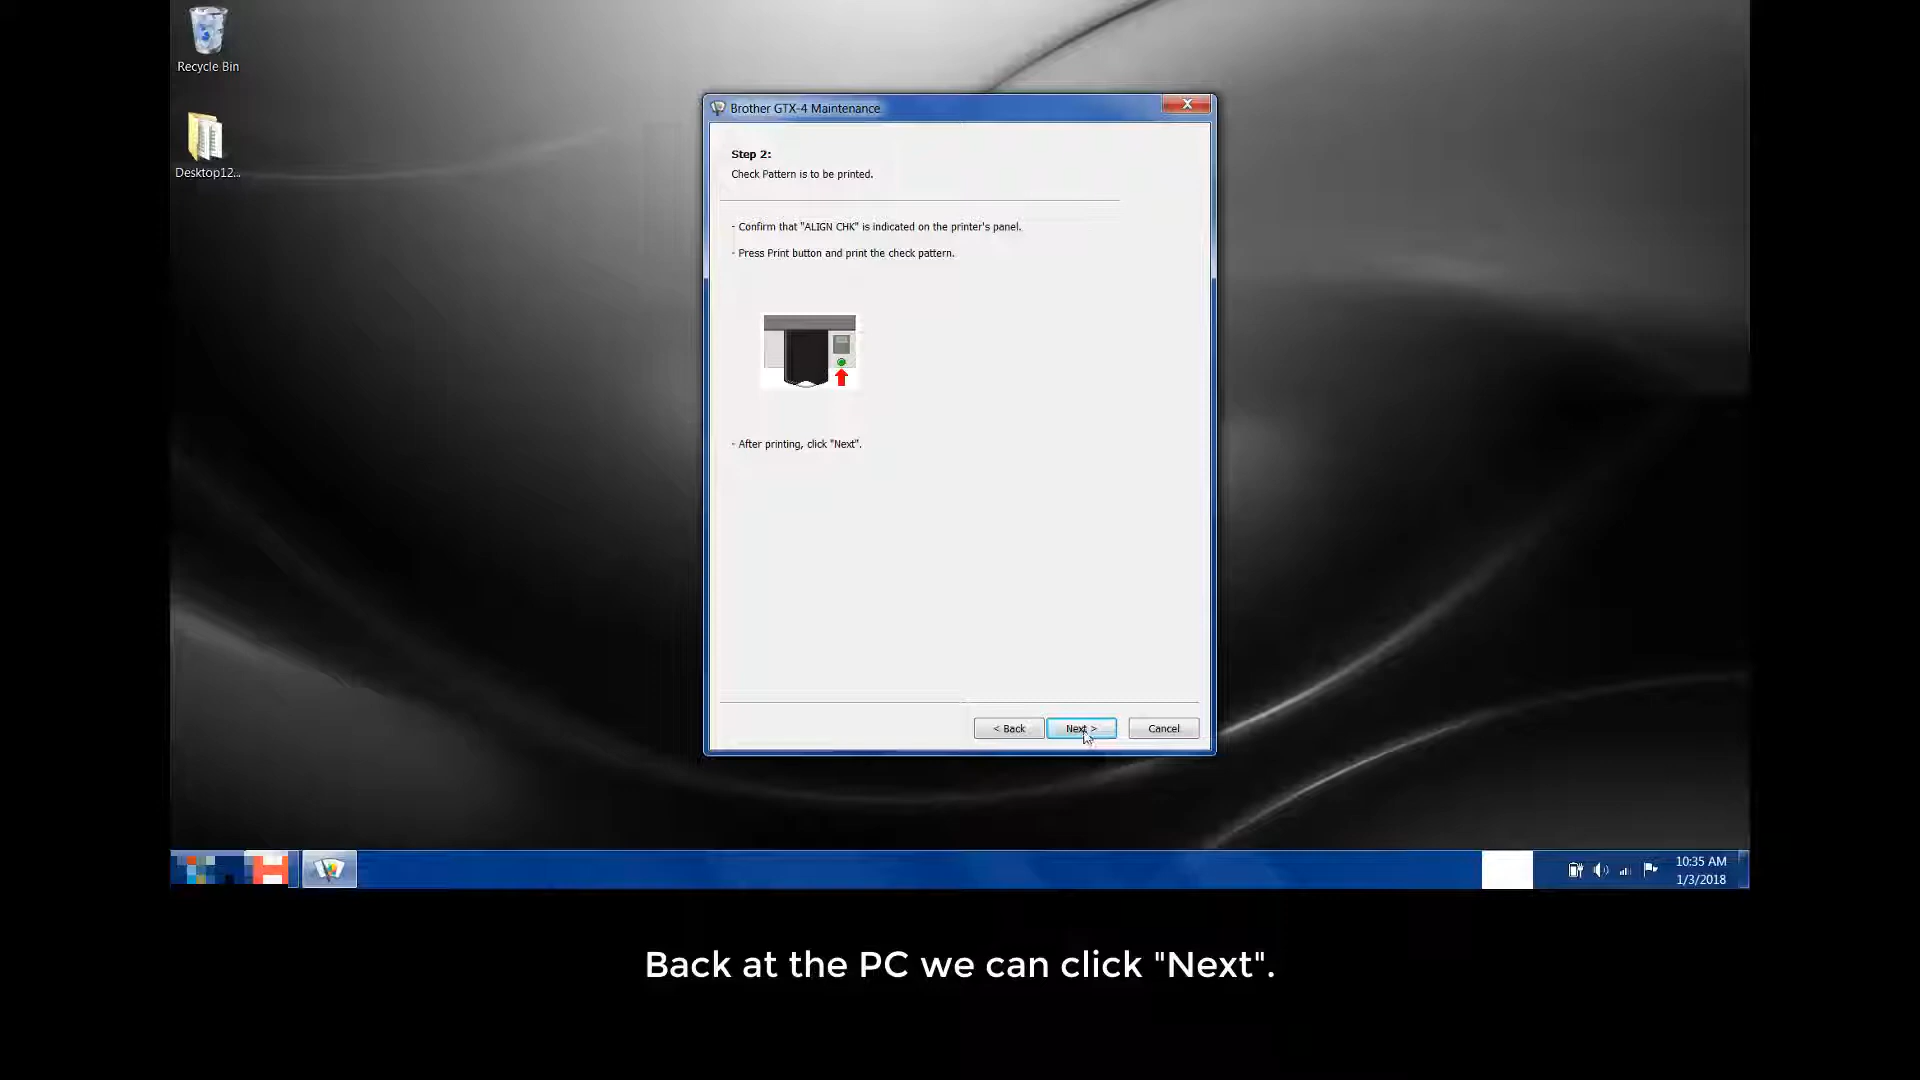 Recycle Bin
Desktop12...
Brother GTX-4 Maintenance
Step 2:
Check Pattern is to be printed.
- Confirm that "ALIGN CHK" is indicated on the printer's panel.
- Press Print button and print the check pattern.
- After printing, click "Next".
< Back
Next >
Cancel
10:35 AM
1/3/2018
Back at the PC we can click "Next".